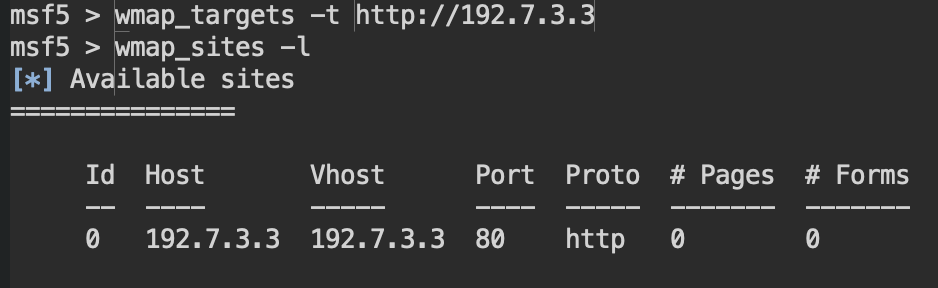 msf5 > wmap_targets -t http://192.7.3.3
msf5 > wmap_sites -l
[*] Available sites
===============
Id Host Vhost Port Proto # Pages # Forms
-- ---- ----- ---- ----- ------- -------
0 192.7.3.3 192.7.3.3 80 http 0 0